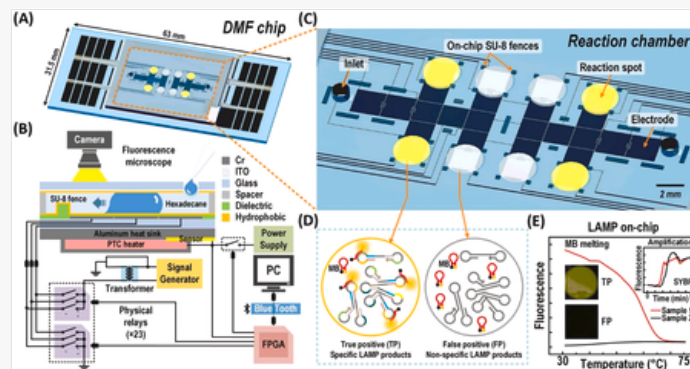 (A)
DMF chip
63 mm
31.5 mm
(B)
Camera
Fluorescence
microscope
Cr
ITO
Glass
Spacer
Dielectric
Hydrophobic
SU-8 fence
Hexadecane
Aluminum heat sink
Sensor
PTC heater
Power
Supply
Signal
Generator
Transformer
PC
Physical
relays
(×23)
Blue Tooth
FPGA
(C)
Reaction chamber
On-chip SU-8 fences
Inlet
Reaction spot
Electrode
2 mm
(D)
MB
MB
True positive (TP)
Specific LAMP products
False positive (FP)
Non-specific LAMP products
(E)
LAMP on-chip
MB melting
TP
FP
Fluorescence
30
75
Temperature (°C)
Amplification
SYBR
Time (min)
Sample
Sample